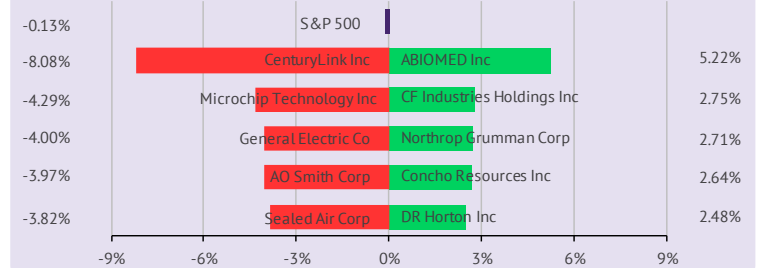 -0.13% S&P 500
-8.08% CenturyLink Inc ABIOMED Inc 5.22%
-4.29% Microchip Technology Inc CF Industries Holdings Inc 2.75%
-4.00% General Electric Co Northrop Grumman Corp 2.71%
-3.97% AO Smith Corp Concho Resources Inc 2.64%
-3.82% Sealed Air Corp DR Horton Inc 2.48%
-9% -6% -3% 0% 3% 6% 9%